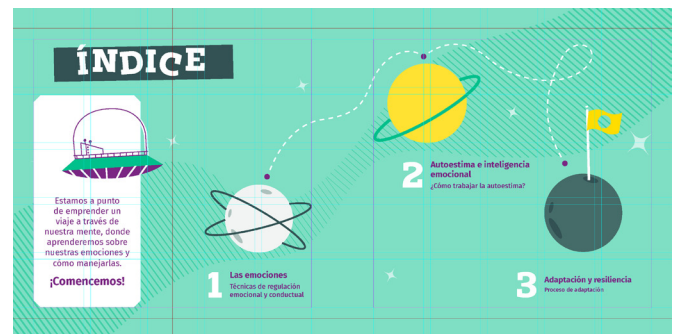 ÍNDICE
Estamos a punto
de emprender un
viaje a través de
nuestra mente, donde
aprenderemos sobre
nuestras emociones y
cómo manejarlas.
¡Comencemos!
1
Las emociones
Técnicas de regulación
emocional y conductual
2
Autoestima e inteligencia
emocional
¿Cómo trabajar la autoestima?
3
Adaptación y resiliencia
Proceso de adaptación